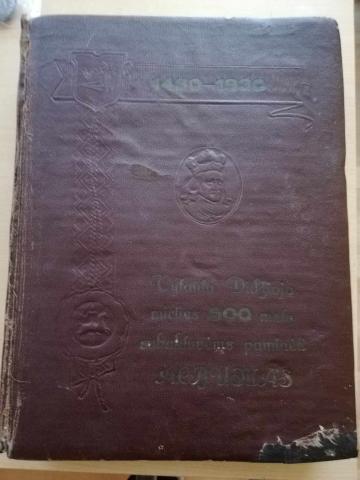 1430–1930
Vytauto Didžiojo
mirties 500 metų
sukaktuvėms paminėti
ALBUMAS